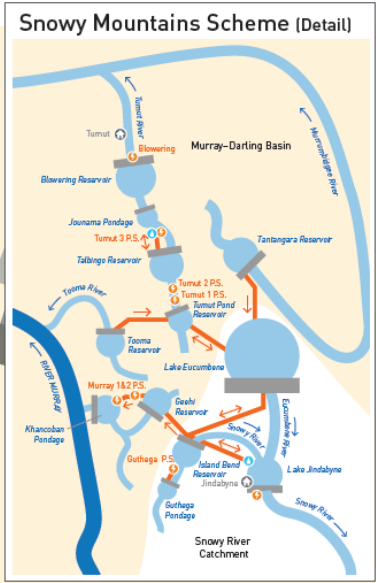 Snowy Mountains Scheme (Detail)
Tumut
Tumut River
Blowering
Murray–Darling Basin
Murrumbidgee River
Blowering Reservoir
Jounama Pondage
Tumut 3 P.S.
Talbingo Reservoir
Tantangara Reservoir
Tumut 2 P.S.
Tumut 1 P.S.
Tumut Pond
Reservoir
Tooma River
Tooma
Reservoir
Lake Eucumbene
RIVER MURRAY
Murray 1&2 P.S.
Geehi
Reservoir
Eucumbene River
Khancoban
Pondage
Snowy River
Guthega P.S.
Island Bend
Reservoir
Lake Jindabyne
Jindabyne
Guthega
Pondage
Snowy River
Snowy River
Catchment